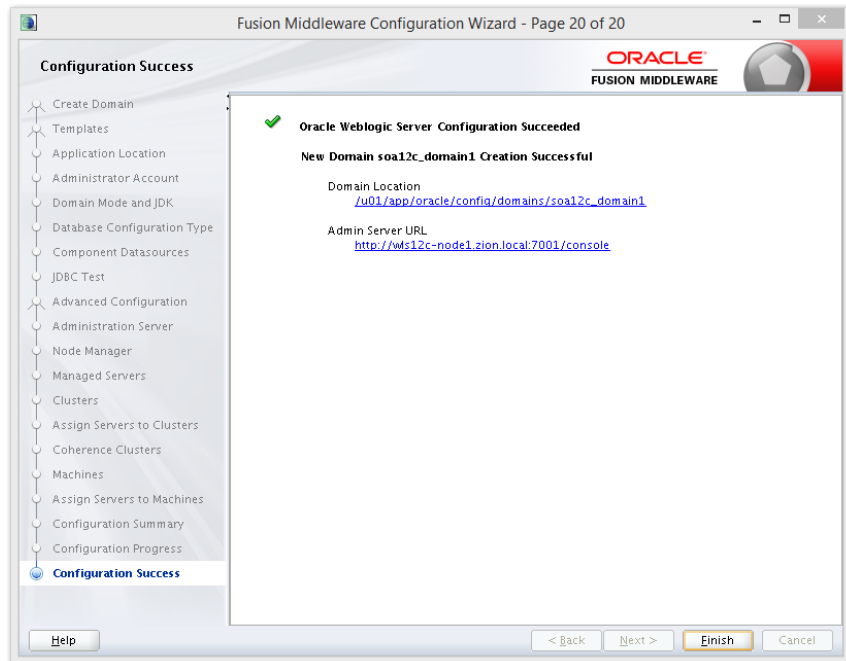 Fusion Middleware Configuration Wizard - Page 20 of 20
Configuration Success
ORACLE
FUSION MIDDLEWARE
Create Domain
Templates
Application Location
Administrator Account
Domain Mode and JDK
Database Configuration Type
Component Datasources
JDBC Test
Advanced Configuration
Administration Server
Node Manager
Managed Servers
Clusters
Assign Servers to Clusters
Coherence Clusters
Machines
Assign Servers to Machines
Configuration Summary
Configuration Progress
Configuration Success
Oracle Weblogic Server Configuration Succeeded
New Domain soa12c_domain1 Creation Successful
Domain Location
/u01/app/oracle/config/domains/soa12c_domain1
Admin Server URL
http://wls12c-node1.zion.local:7001/console
Help
< Back
Next >
Finish
Cancel